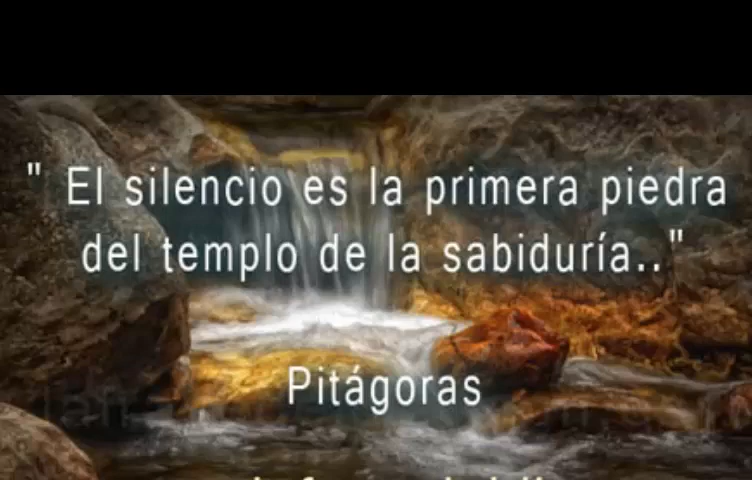 " El silencio es la primera piedra
del templo de la sabiduría.."
Pitágoras